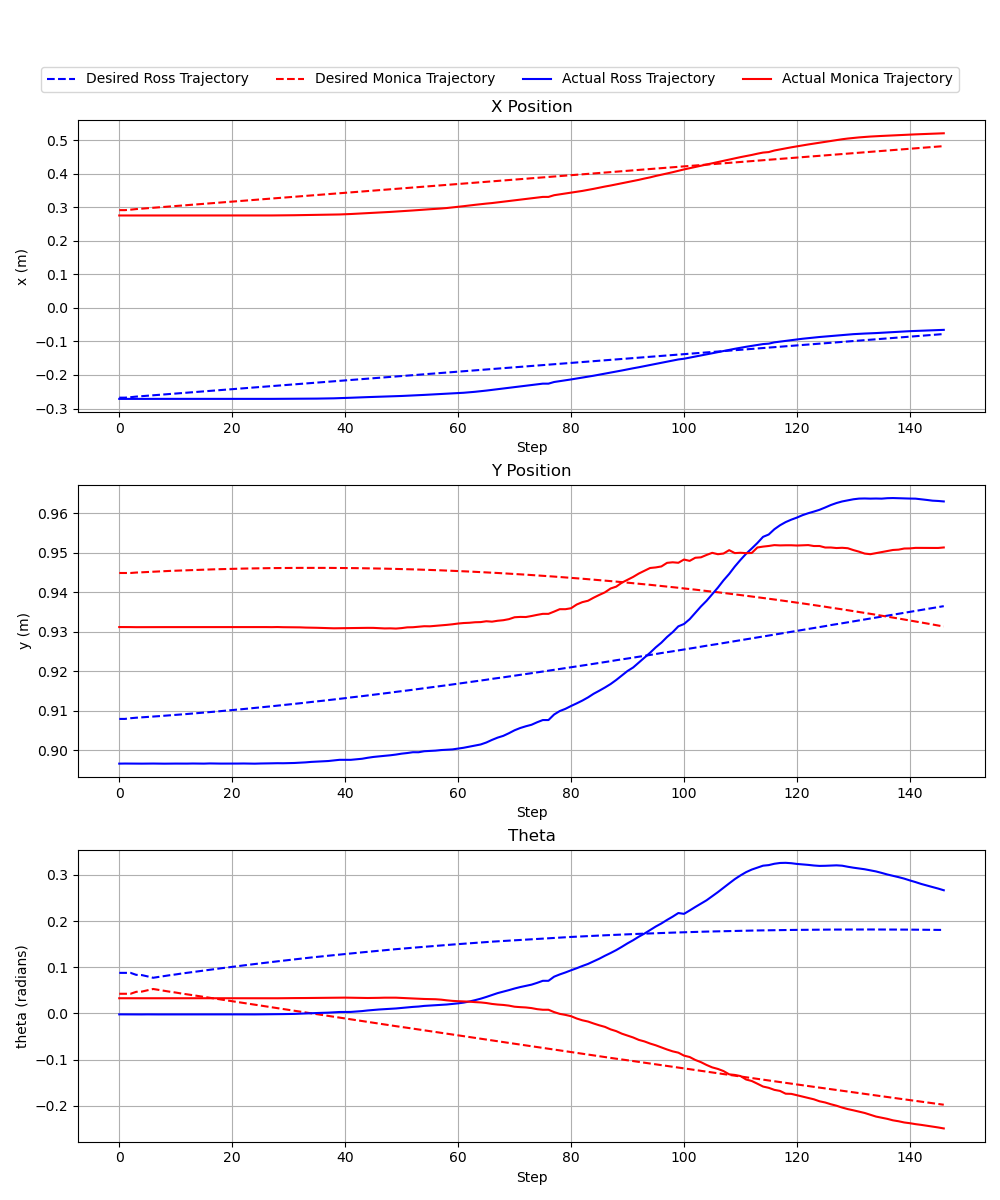 Desired Ross Trajectory Desired Monica Trajectory Actual Ross Trajectory Actual Monica Trajectory
X Position
0.5
0.4
0.3
0.2
0.1
0.0
−0.1
−0.2
−0.3
x (m)
0 20 40 60 80 100 120 140
Step
Y Position
0.96
0.95
0.94
0.93
0.92
0.91
0.90
y (m)
0 20 40 60 80 100 120 140
Step
Theta
0.3
0.2
0.1
0.0
−0.1
−0.2
theta (radians)
0 20 40 60 80 100 120 140
Step